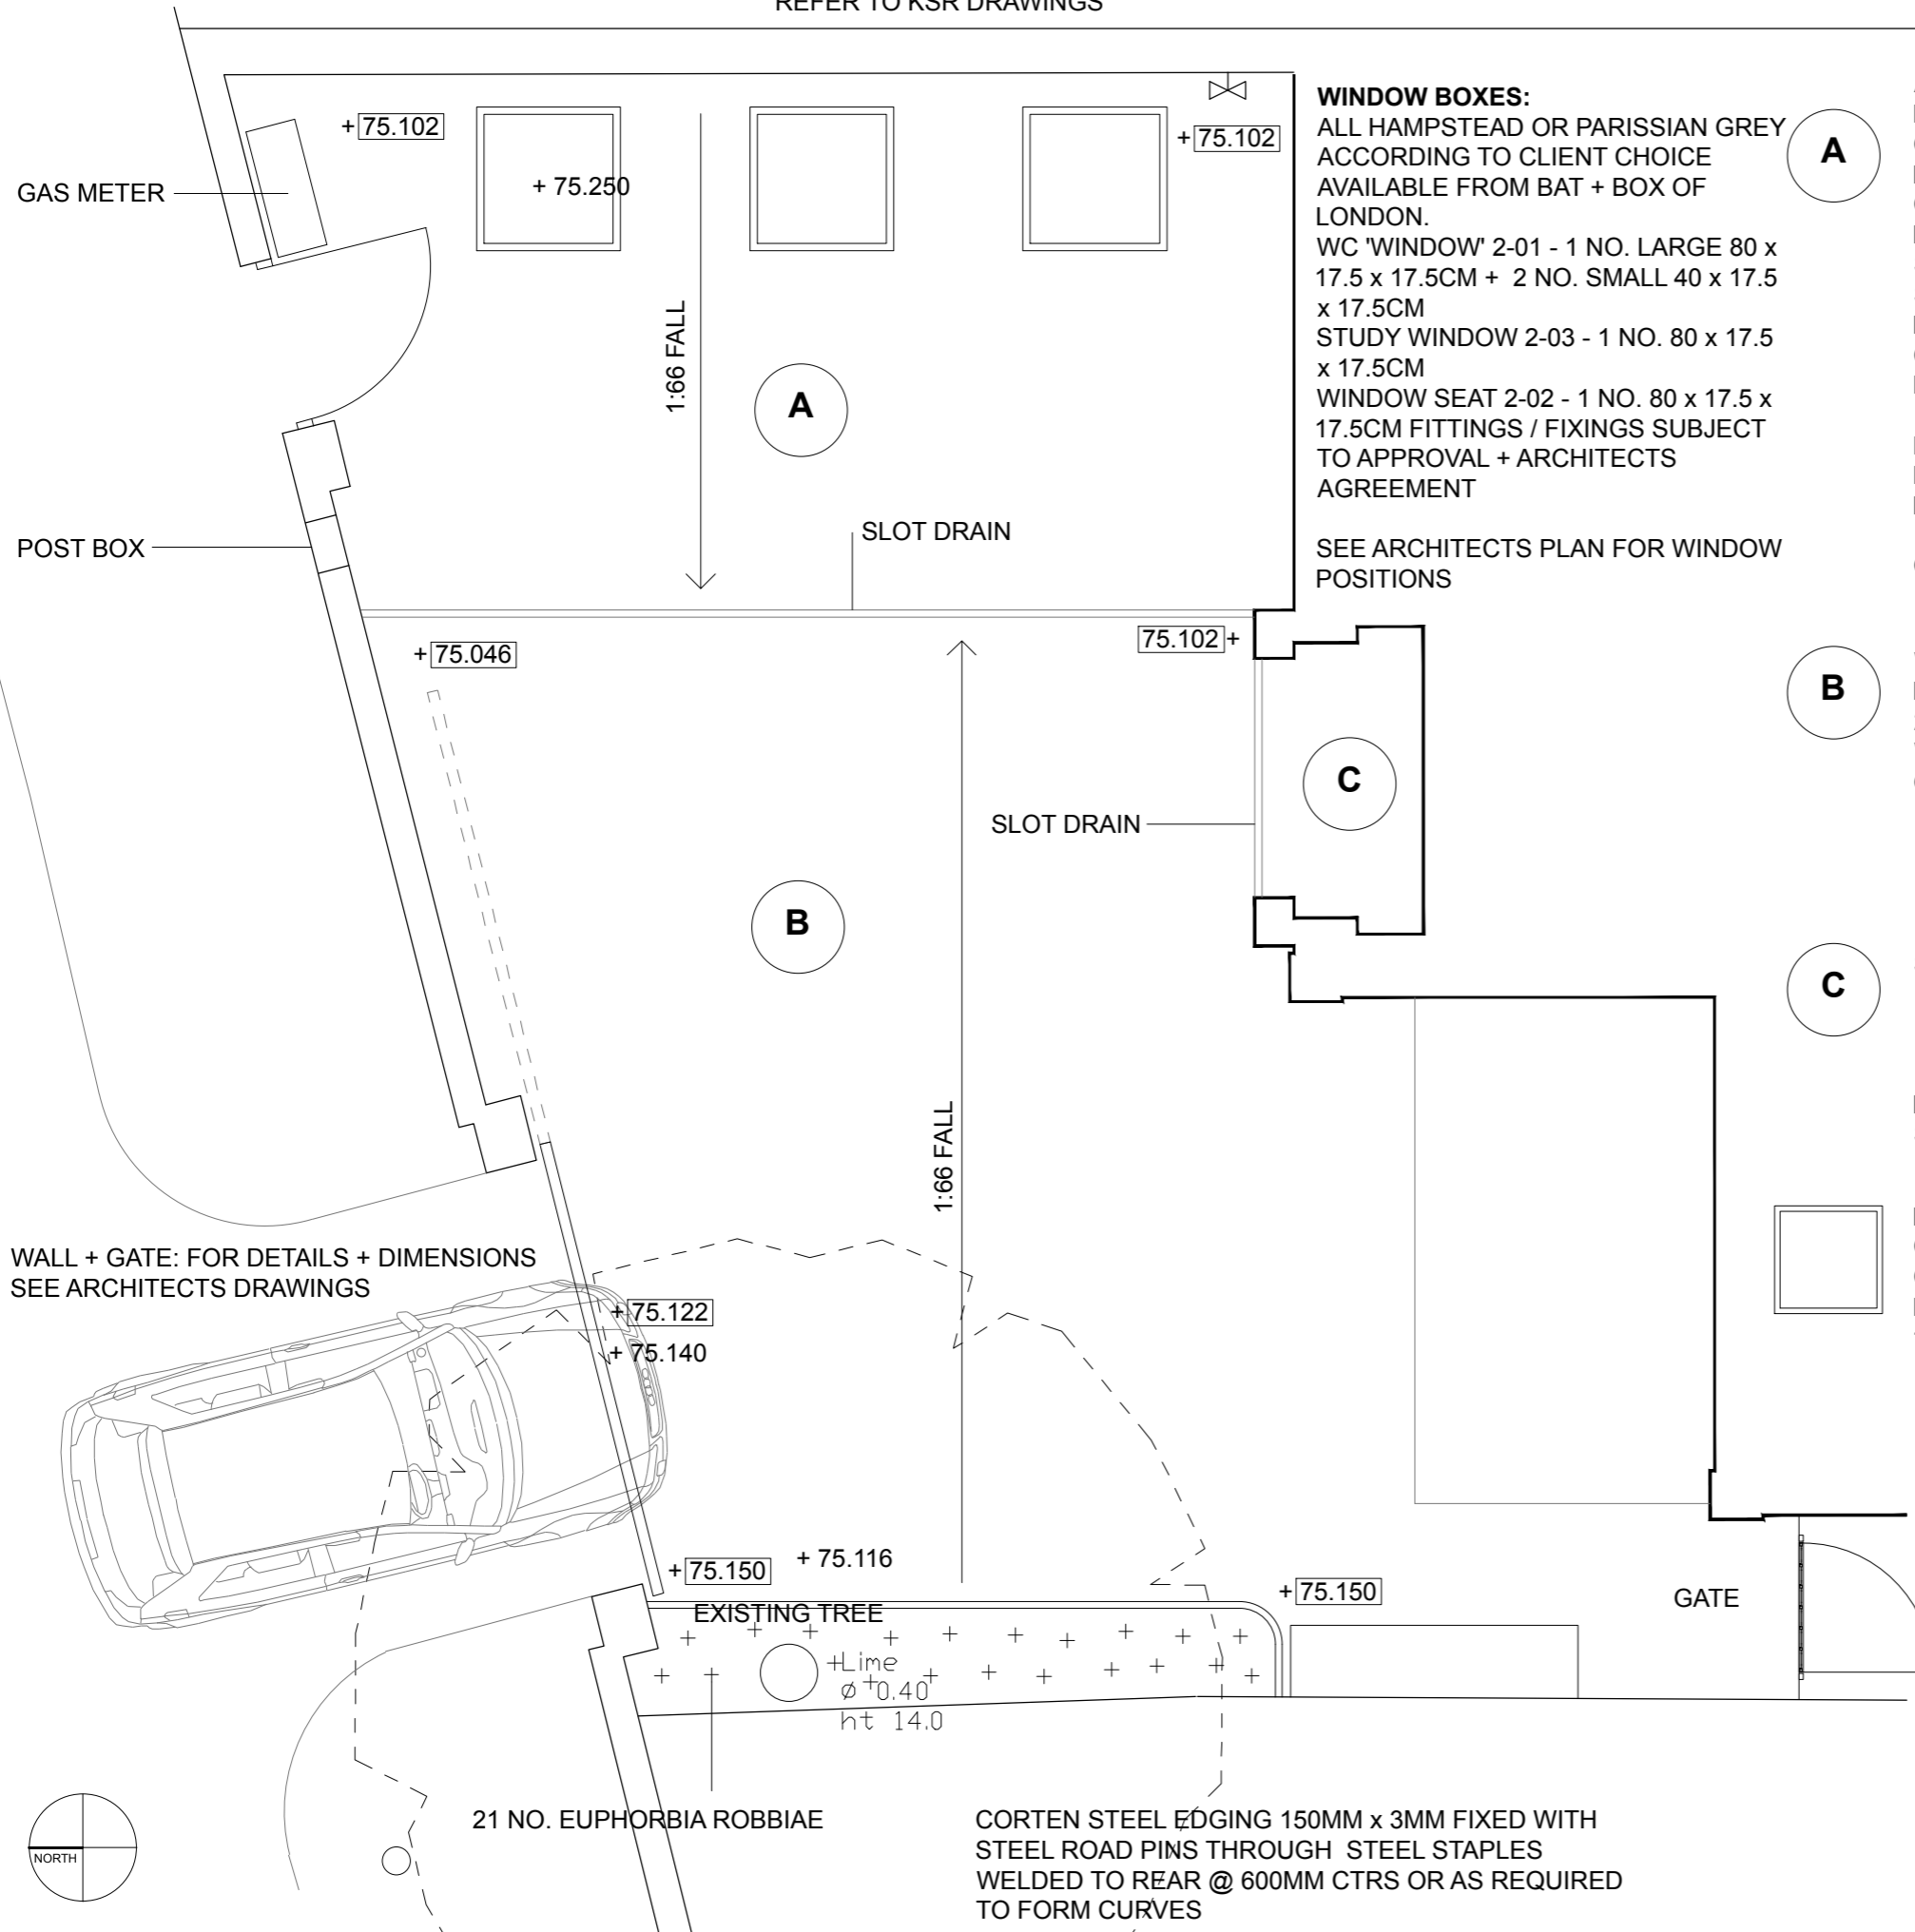 REFER TO KSR DRAWINGS
WINDOW BOXES:
ALL HAMPSTEAD OR PARISSIAN GREY
ACCORDING TO CLIENT CHOICE
AVAILABLE FROM BAT + BOX OF
LONDON.
WC 'WINDOW' 2-01 - 1 NO. LARGE 80 x
17.5 x 17.5CM + 2 NO. SMALL 40 x 17.5
x 17.5CM
STUDY WINDOW 2-03 - 1 NO. 80 x 17.5
x 17.5CM
WINDOW SEAT 2-02 - 1 NO. 80 x 17.5 x
17.5CM FITTINGS / FIXINGS SUBJECT
TO APPROVAL + ARCHITECTS
AGREEMENT
SEE ARCHITECTS PLAN FOR WINDOW
POSITIONS
A
B
C
+ 75.102
+ 75.250
+ 75.102
GAS METER
1:66 FALL
A
POST BOX
SLOT DRAIN
+ 75.046
75.102 +
C
SLOT DRAIN
B
1:66 FALL
WALL + GATE: FOR DETAILS + DIMENSIONS
SEE ARCHITECTS DRAWINGS
+ 75.122
+ 75.140
+ 75.150
+ 75.116
+ 75.150
GATE
EXISTING TREE
Lime
ø 0.40
ht 14.0
21 NO. EUPHORBIA ROBBIAE
CORTEN STEEL EDGING 150MM x 3MM FIXED WITH
STEEL ROAD PINS THROUGH STEEL STAPLES
WELDED TO REAR @ 600MM CTRS OR AS REQUIRED
TO FORM CURVES
NORTH